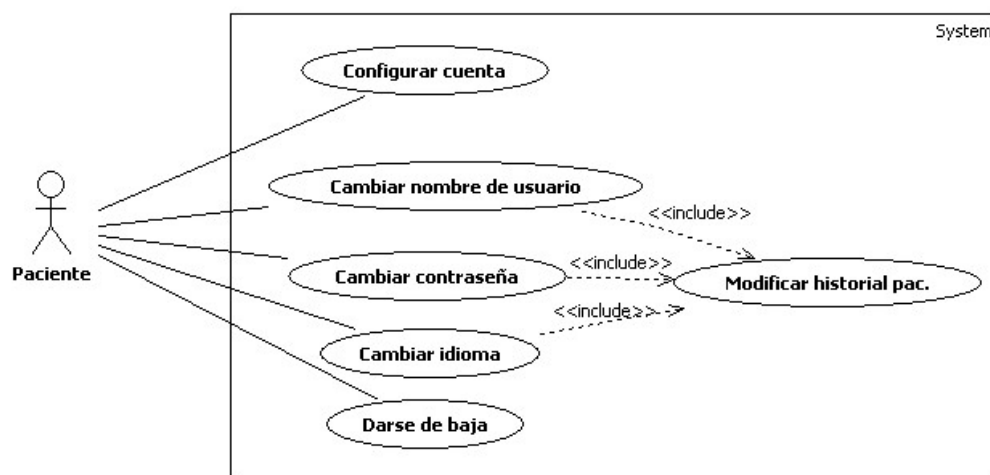 System
Configurar cuenta
Cambiar nombre de usuario
<<include>>
Paciente
Cambiar contraseña
<<include>>
Modificar historial pac.
<<include>>
Cambiar idioma
Darse de baja